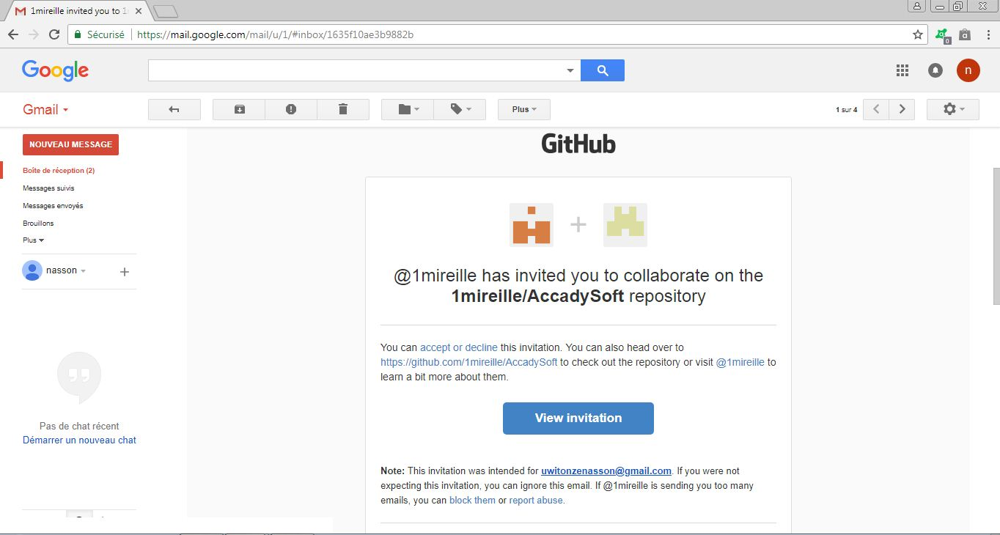 1mireille invited you to 1
Sécurisé https://mail.google.com/mail/u/1/#inbox/1635f10ae3b9882b
0
a
Google
n
Gmail
Plus
1 sur 4
NOUVEAU MESSAGE
Boîte de réception (2)
Messages suivis
Messages envoyés
Brouillons
Plus
nasson
Pas de chat récent
Démarrer un nouveau chat
GitHub
@1mireille has invited you to collaborate on the
1mireille/AccadySoft repository
You can accept or decline this invitation. You can also head over to
https://github.com/1mireille/AccadySoft to check out the repository or visit @1mireille to
learn a bit more about them.
View invitation
Note: This invitation was intended for uwitonzenasson@gmail.com. If you were not
expecting this invitation, you can ignore this email. If @1mireille is sending you too many
emails, you can block them or report abuse.